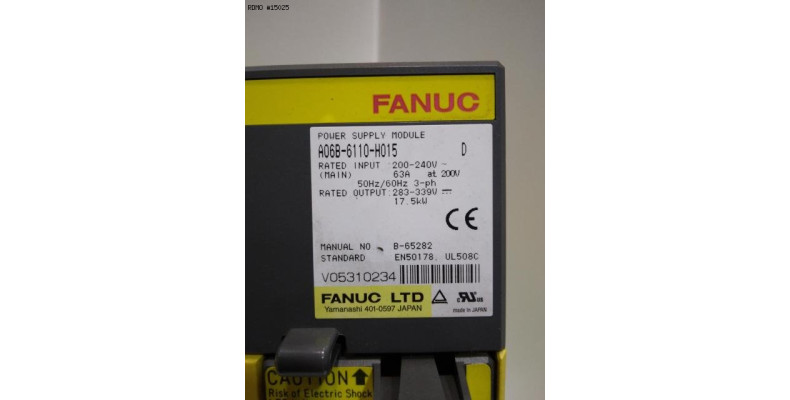 RDMO #15025
FANUC
POWER SUPPLY MODULE
A06B-6110-H015 D
RATED INPUT :200-240V ~
(MAIN) 63A at 200V
50Hz/60Hz 3-ph
RATED OUTPUT:283-339V
17.5kW
CE
MANUAL NO B-65282
STANDARD EN50178, UL508C
V05310234
FANUC LTD
Yamanashi 401-0597 JAPAN
made in JAPAN
CAUTION
Risk of Electric Shock